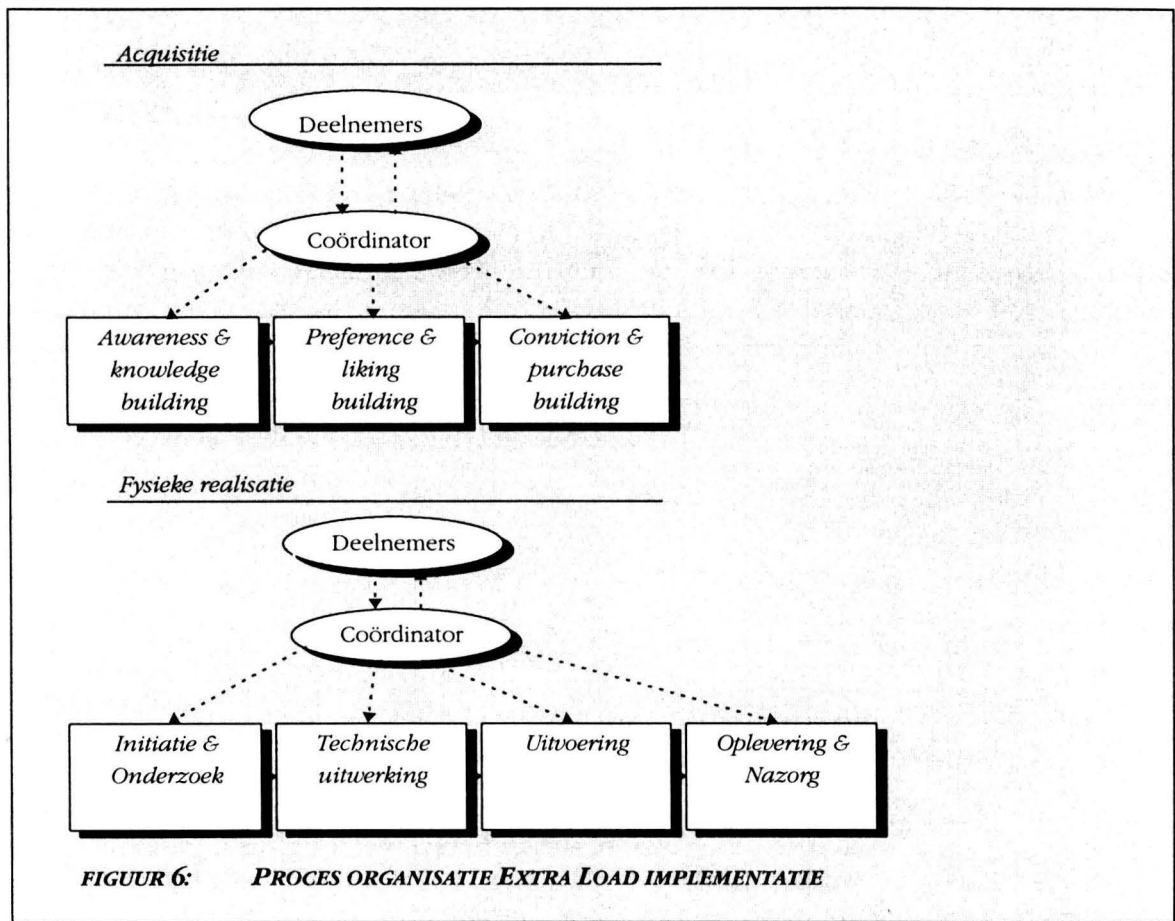 Acquisitie
Deelnemers
Coördinator
Awareness &
knowledge
building
Preference &
liking
building
Conviction &
purchase
building
Fysieke realisatie
Deelnemers
Coördinator
Initiatie &
Onderzoek
Technische
uitwerking
Uitvoering
Oplevering &
Nazorg
FIGUUR 6: PROCES ORGANISATIE EXTRA LOAD IMPLEMENTATIE